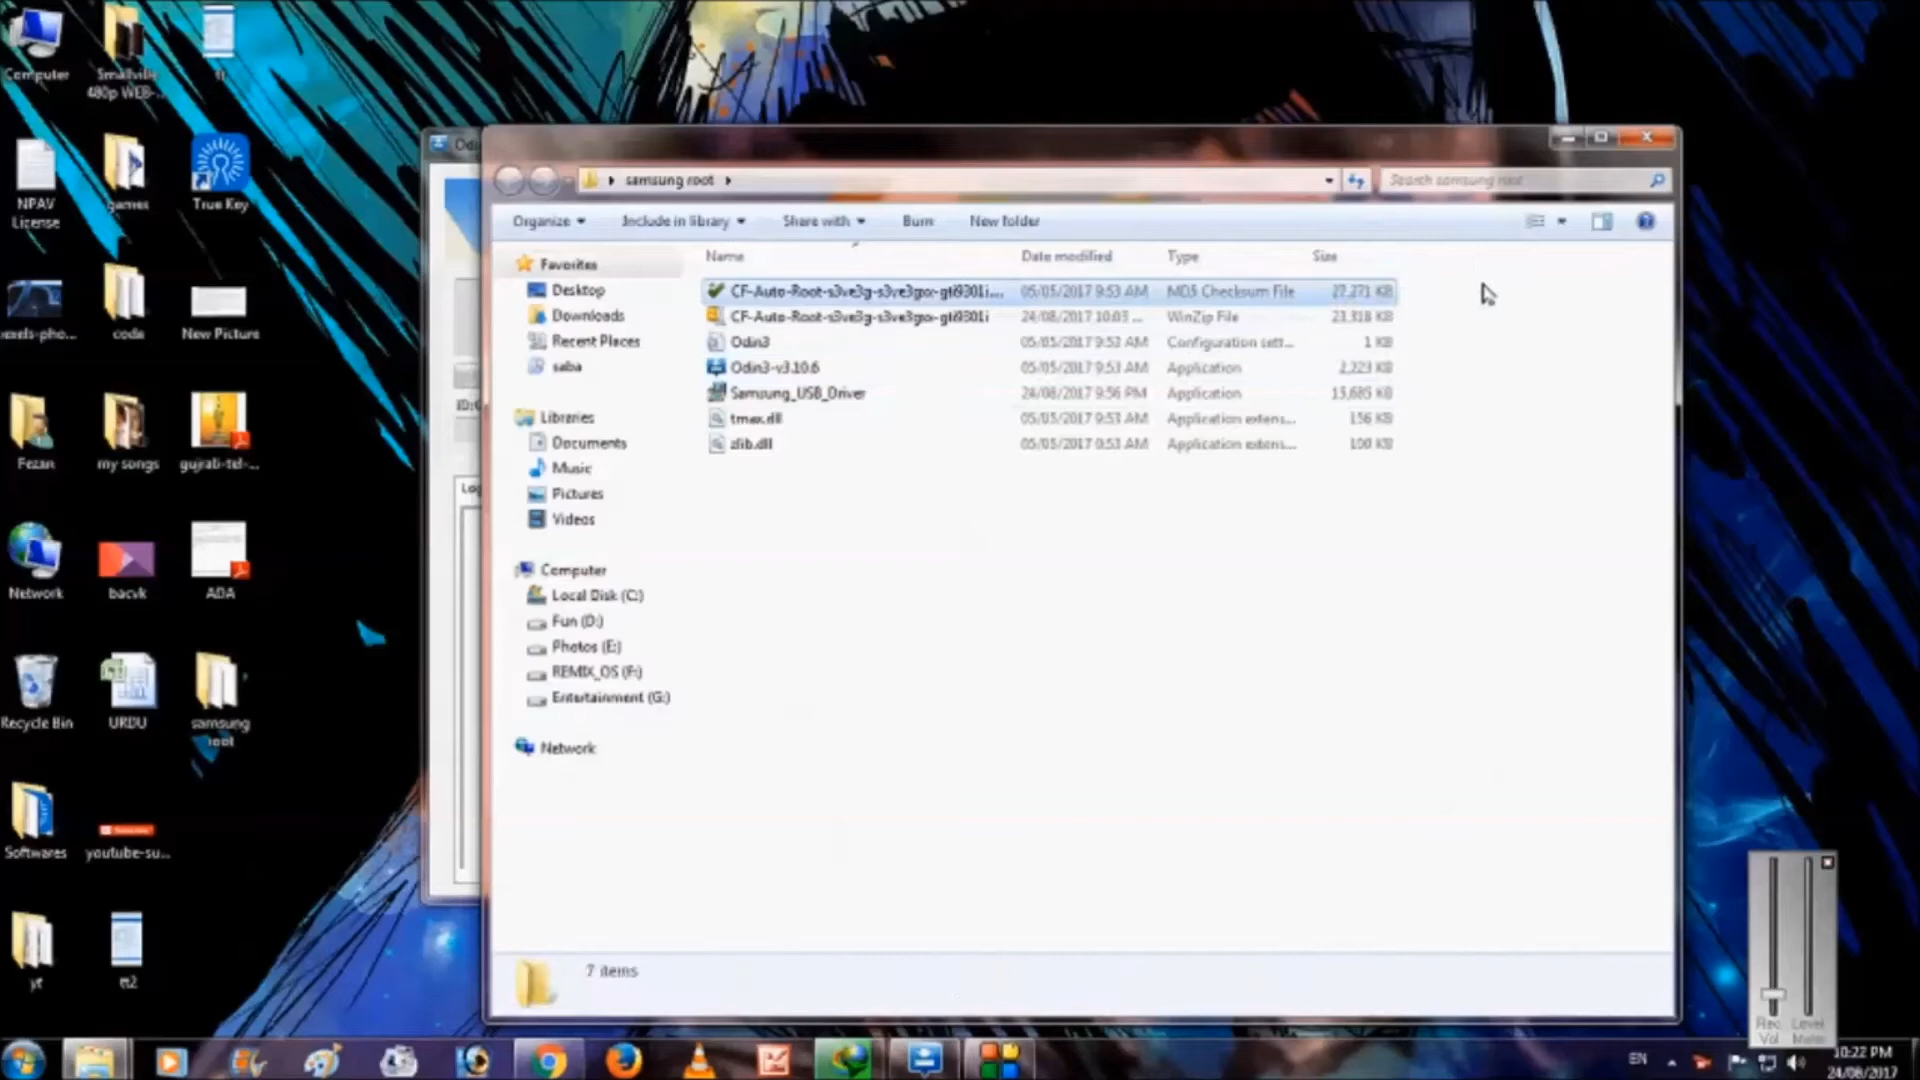 Computer
Smallville
480p WEB-...
tt
NPAV
License
games
True Key
code
New Picture
Fezan
my songs
gujrati-tel-...
Network
bacvk
ADA
Recycle Bin
URDU
samsung
root
Softwares
youtube-su...
yt
tt2
samsung root
Search samsung root
Organize
Include in library
Share with
Burn
New folder
Name
Date modified
Type
Size
Favorites
Desktop
Downloads
Recent Places
saba
Libraries
Documents
Music
Pictures
Videos
Computer
Local Disk (C:)
Fun (D:)
Photos (E:)
REMIX_OS (F:)
Entertainment (G:)
Network
CF-Auto-Root-s3ve3g-s3ve3gxx-gti9301i.... 05/05/2017 9:53 AM MD5 Checksum File 27,271 KB
CF-Auto-Root-s3ve3g-s3ve3gxx-gti9301i 24/08/2017 10:03 ... WinZip File 23,318 KB
Odin3 05/05/2017 9:53 AM Configuration sett... 1 KB
Odin3-v3.10.6 05/05/2017 9:53 AM Application 2,223 KB
Samsung_USB_Driver 24/08/2017 9:56 PM Application 15,685 KB
tmax.dll 05/05/2017 9:53 AM Application extens... 156 KB
zlib.dll 05/05/2017 9:53 AM Application extens... 100 KB
7 items
Rec Level
Vol
EN
10:22 PM
24/08/2017